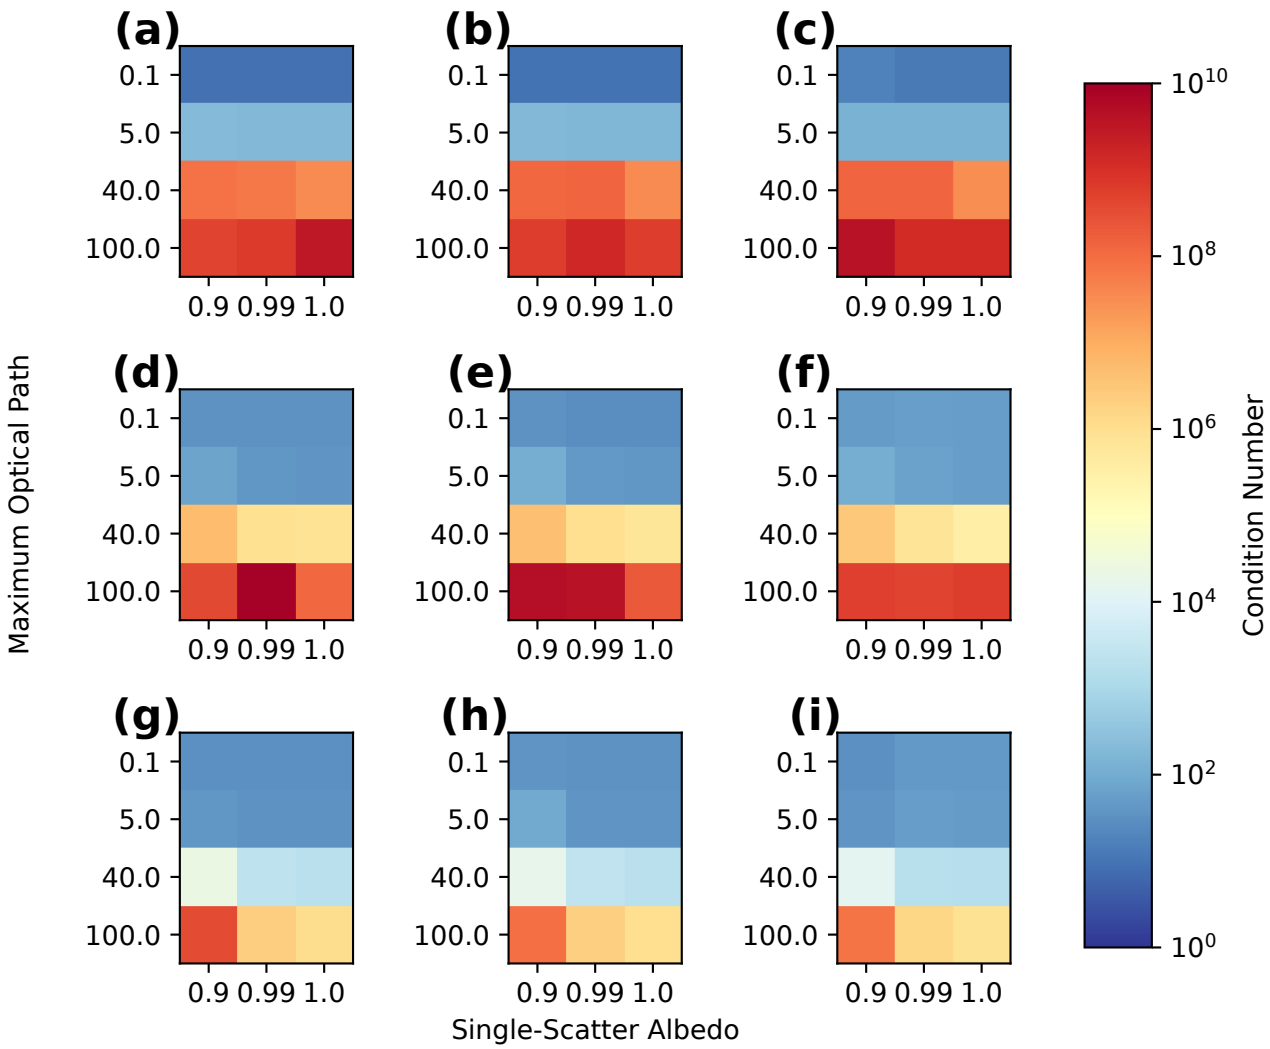 (a) (b) (c)
0.1 0.1 0.1
5.0 5.0 5.0
40.0 40.0 40.0
100.0 100.0 100.0
0.9 0.99 1.0 0.9 0.99 1.0 0.9 0.99 1.0
(d) (e) (f)
0.1 0.1 0.1
5.0 5.0 5.0
40.0 40.0 40.0
100.0 100.0 100.0
0.9 0.99 1.0 0.9 0.99 1.0 0.9 0.99 1.0
(g) (h) (i)
0.1 0.1 0.1
5.0 5.0 5.0
40.0 40.0 40.0
100.0 100.0 100.0
0.9 0.99 1.0 0.9 0.99 1.0 0.9 0.99 1.0
Maximum Optical Path
Single-Scatter Albedo
10¹⁰
10⁸
10⁶
10⁴
10²
10⁰
Condition Number